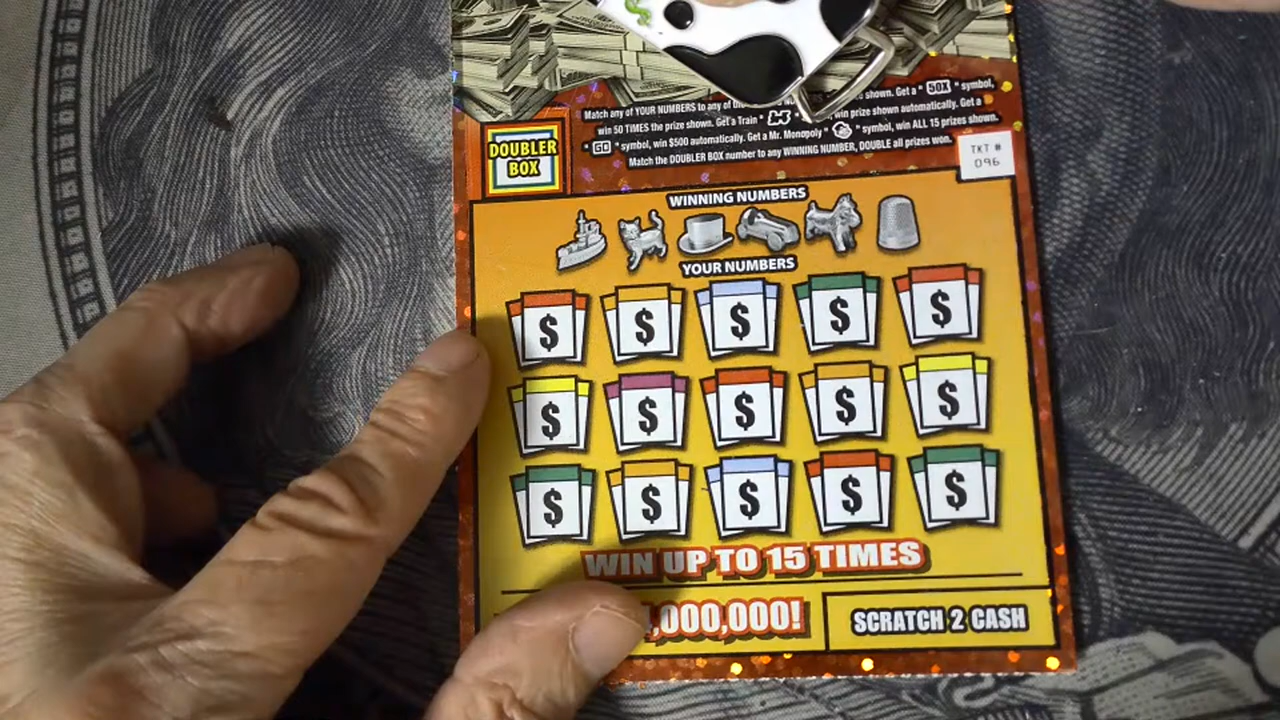 Match any of YOUR NUMBERS to any of the shown. Get a "50X" symbol,
win 50 TIMES the prize shown. Get a Train " " win prize shown automatically. Get a
"GO" symbol, win $500 automatically. Get a Mr. Monopoly " " symbol, win ALL 15 prizes shown.
Match the DOUBLER BOX number to any WINNING NUMBER, DOUBLE all prizes won.
DOUBLER
BOX
TKT #
096
WINNING NUMBERS
YOUR NUMBERS
$ $ $ $ $
$ $ $ $ $
$ $ $ $ $
WIN UP TO 15 TIMES
,000,000!
SCRATCH 2 CASH